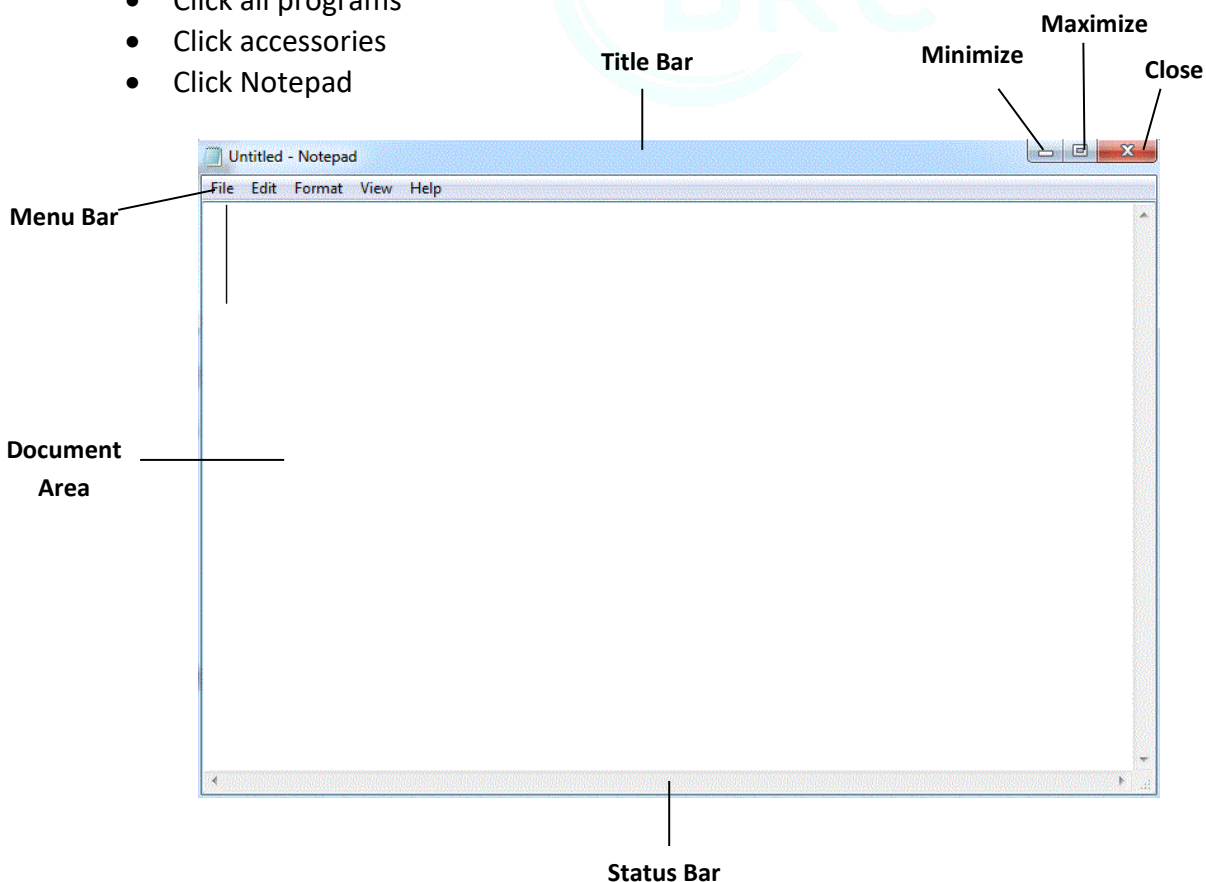 • Click all programs
• Click accessories
• Click Notepad
Maximize
Minimize
Title Bar
Close
Untitled - Notepad
File Edit Format View Help
Menu Bar
Document
Area
Status Bar
BRC